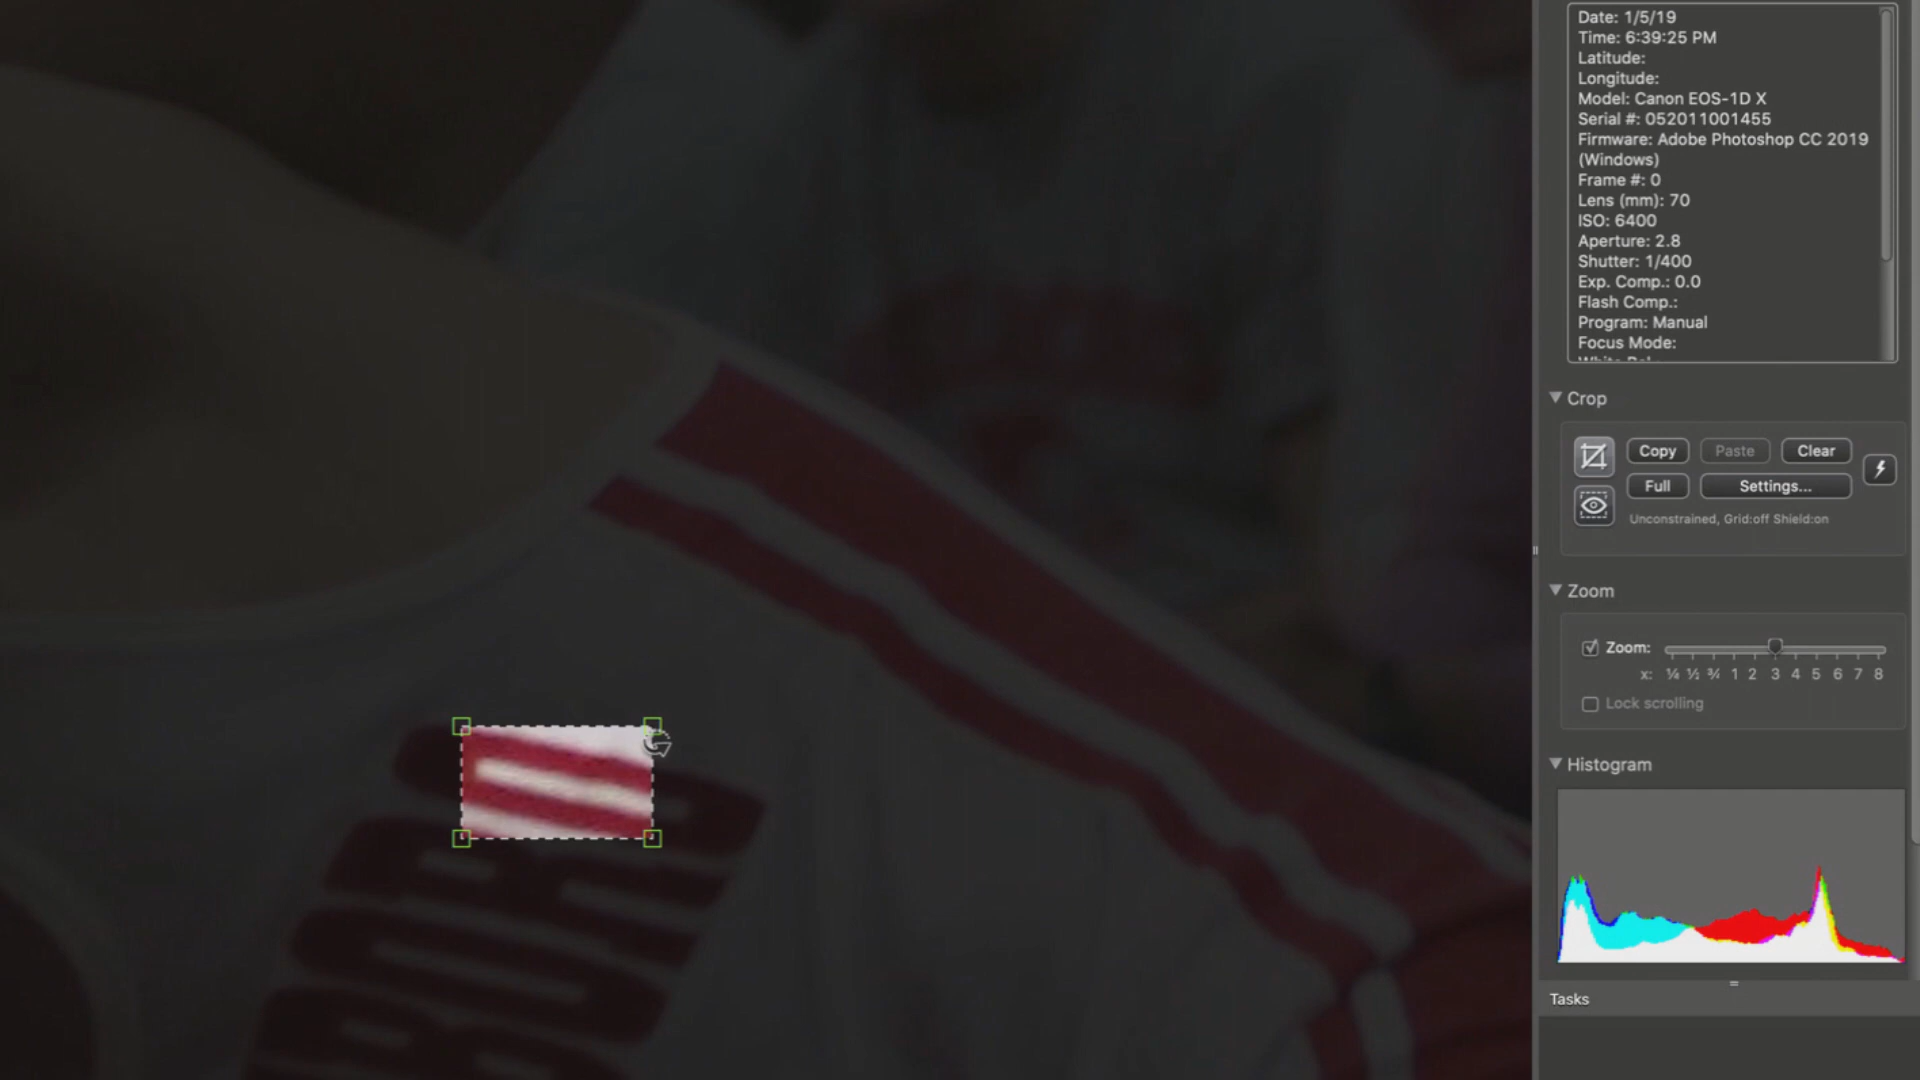 Date: 1/5/19
Time: 6:39:25 PM
Latitude:
Longitude:
Model: Canon EOS-1D X
Serial #: 052011001455
Firmware: Adobe Photoshop CC 2019
(Windows)
Frame #: 0
Lens (mm): 70
ISO: 6400
Aperture: 2.8
Shutter: 1/400
Exp. Comp.: 0.0
Flash Comp.:
Program: Manual
Focus Mode:
Crop
Copy Paste Clear
Full Settings...
Unconstrained, Grid:off Shield:on
Zoom
Zoom:
x: ¼ ½ ¾ 1 2 3 4 5 6 7 8
Lock scrolling
Histogram
Tasks